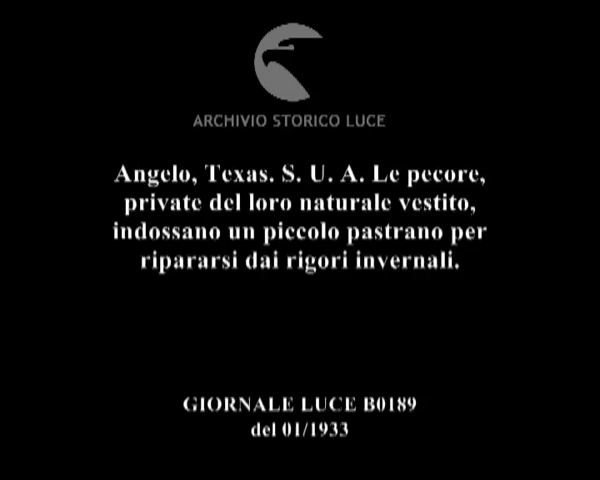 ARCHIVIO STORICO LUCE
Angelo, Texas. S. U. A. Le pecore,
private del loro naturale vestito,
indossano un piccolo pastrano per
ripararsi dai rigori invernali.
GIORNALE LUCE B0189
del 01/1933